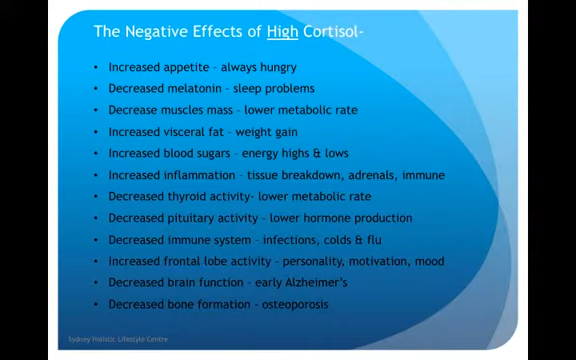 The Negative Effects of High Cortisol-
• Increased appetite – always hungry
• Decreased melatonin – sleep problems
• Decrease muscles mass – lower metabolic rate
• Increased visceral fat – weight gain
• Increased blood sugars – energy highs & lows
• Increased inflammation – tissue breakdown, adrenals, immune
• Decreased thyroid activity- lower metabolic rate
• Decreased pituitary activity – lower hormone production
• Decreased immune system – infections, colds & flu
• Increased frontal lobe activity – personality, motivation, mood
• Decreased brain function – early Alzheimer's
• Decreased bone formation - osteoporosis
Sydney Holistic Lifestyle Centre